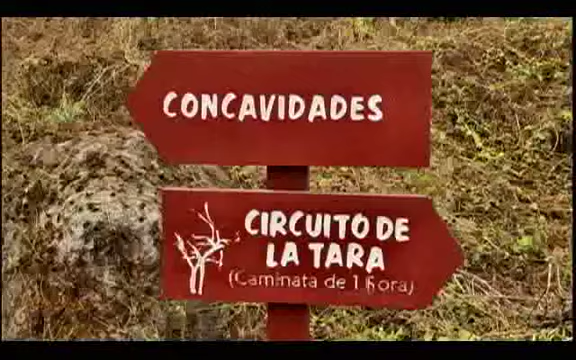 CONCAVIDADES
CIRCUITO DE
LA TARA
(Caminata de 1 hora)